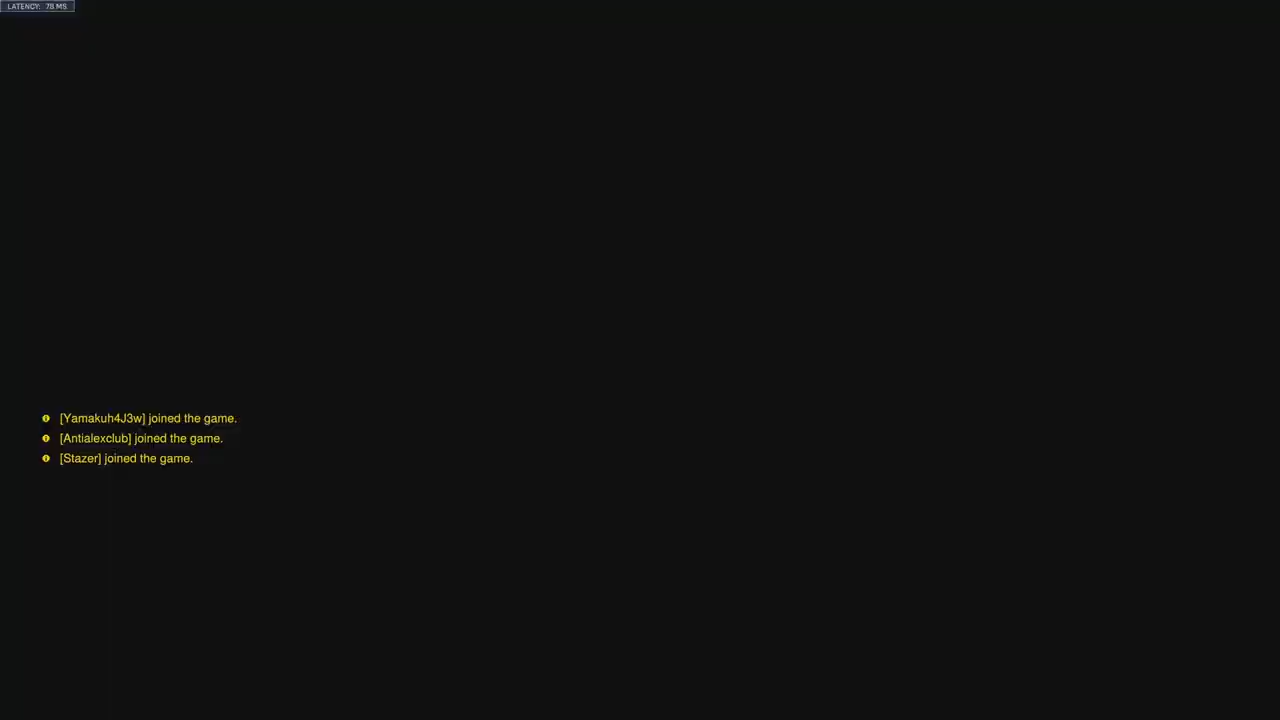 LATENCY: 78 MS
[Yamakuh4J3w] joined the game.
[Antialexclub] joined the game.
[Stazer] joined the game.